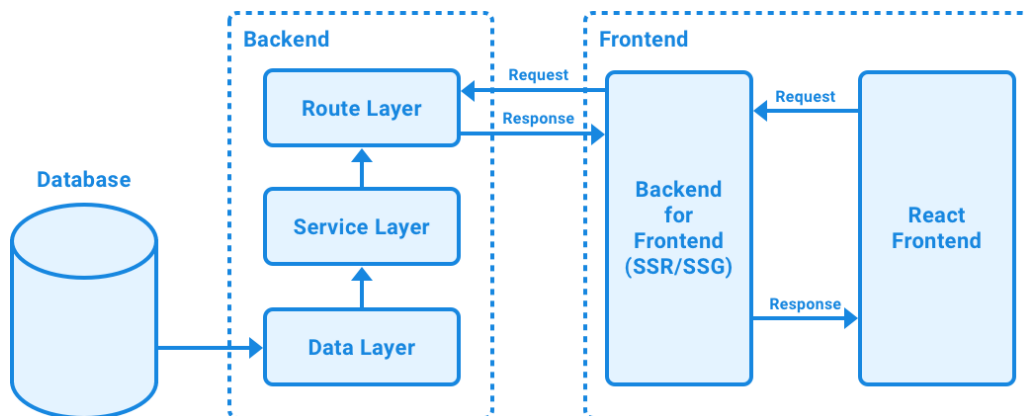 Backend
Frontend
Request
Route Layer
Response
Request
Database
Service Layer
Backend
for
Frontend
(SSR/SSG)
React
Frontend
Response
Data Layer